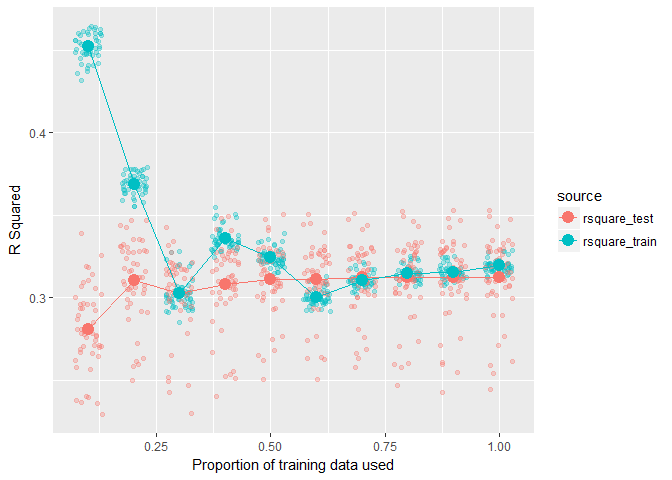 0.4
0.3
R Squared
0.25
0.50
0.75
1.00
Proportion of training data used
source
rsquare_test
rsquare_train